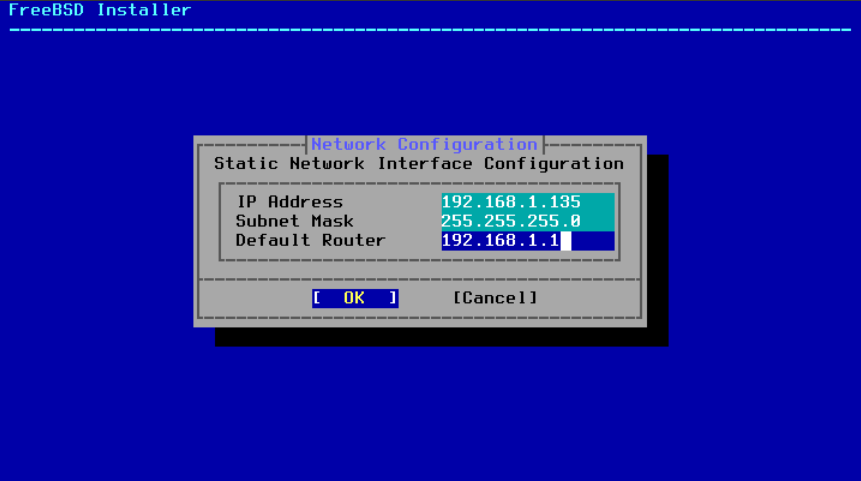 FreeBSD Installer
Network Configuration
Static Network Interface Configuration
IP Address 192.168.1.135
Subnet Mask 255.255.255.0
Default Router 192.168.1.1
[ OK ] [Cancel]